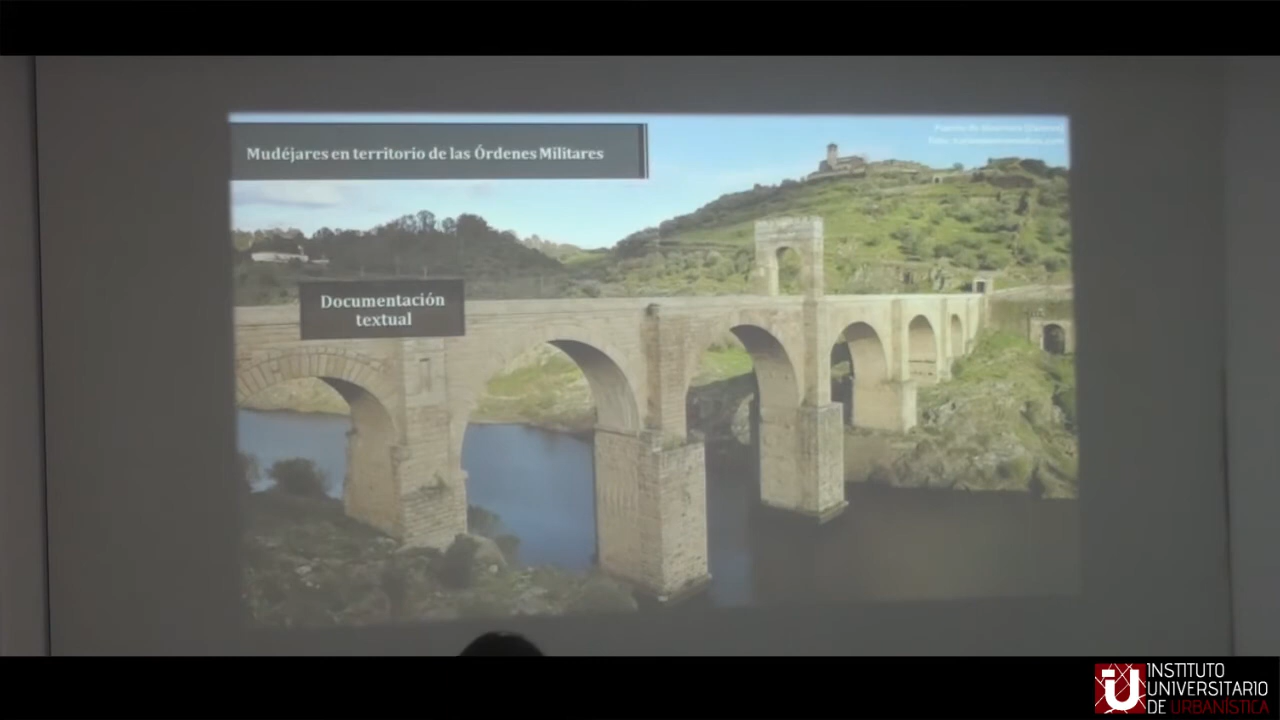 Mudéjares en territorio de las Órdenes Militares
Documentación
textual
INSTITUTO
UNIVERSITARIO
DE URBANÍSTICA